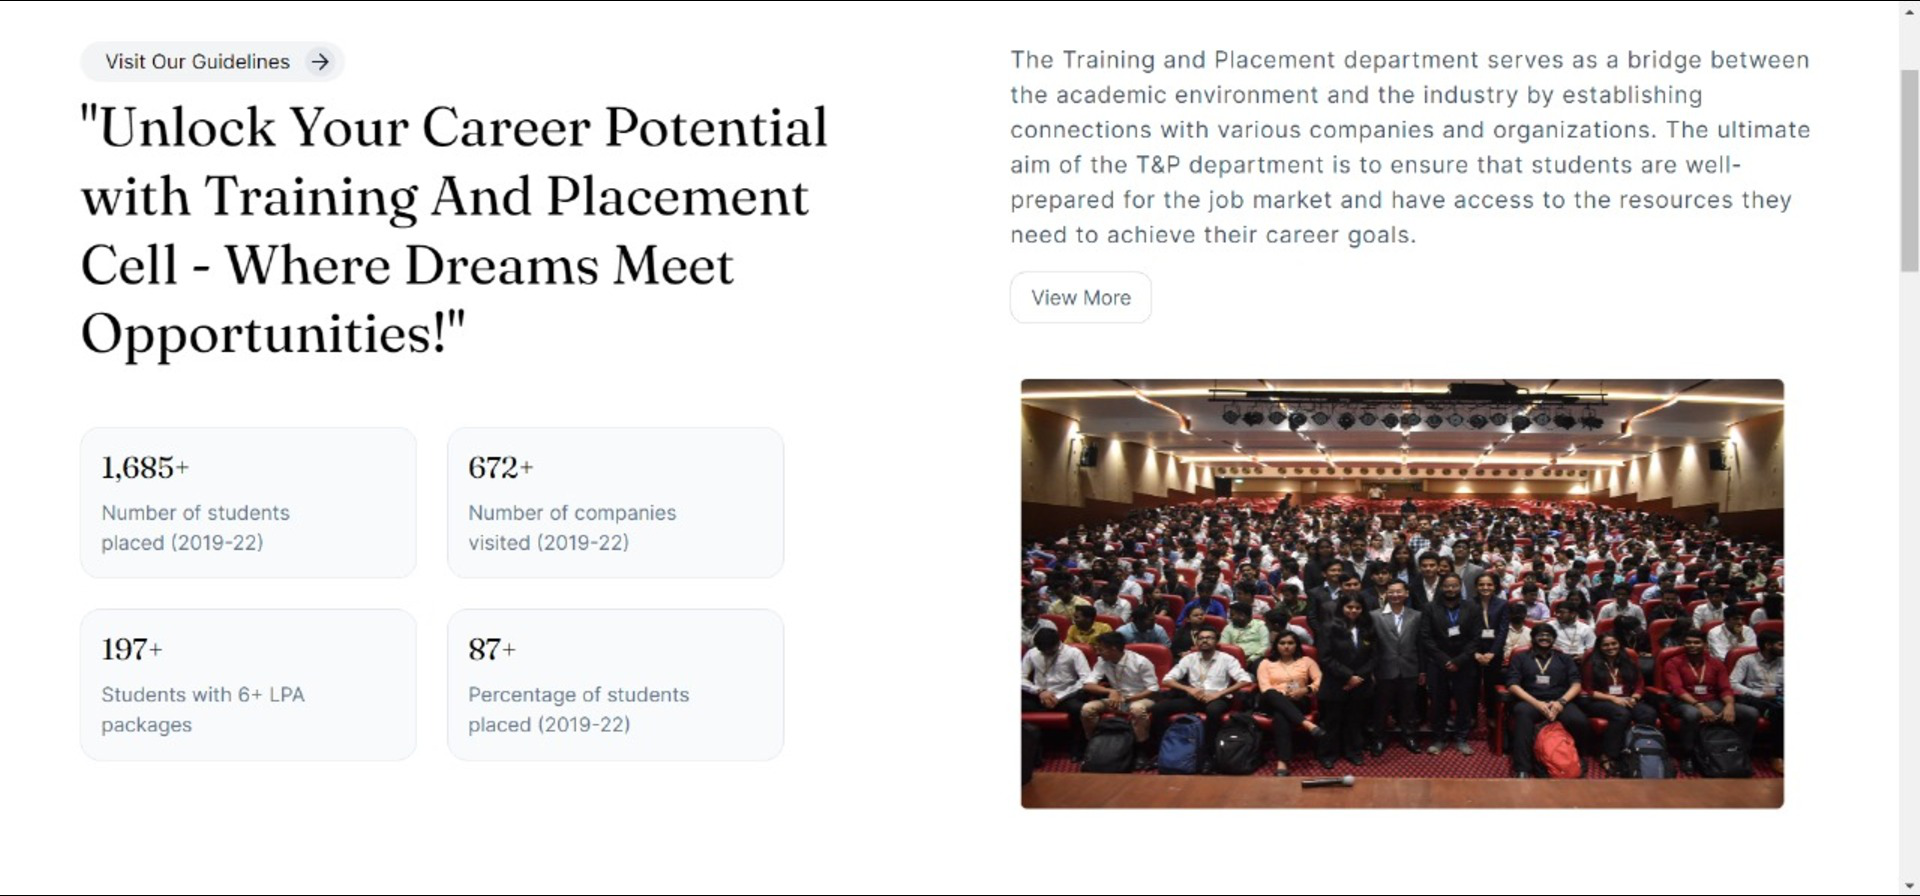 Visit Our Guidelines
"Unlock Your Career Potential
with Training And Placement
Cell - Where Dreams Meet
Opportunities!"
1,685+
Number of students
placed (2019-22)
672+
Number of companies
visited (2019-22)
197+
Students with 6+ LPA
packages
87+
Percentage of students
placed (2019-22)
The Training and Placement department serves as a bridge between
the academic environment and the industry by establishing
connections with various companies and organizations. The ultimate
aim of the T&P department is to ensure that students are well-
prepared for the job market and have access to the resources they
need to achieve their career goals.
View More